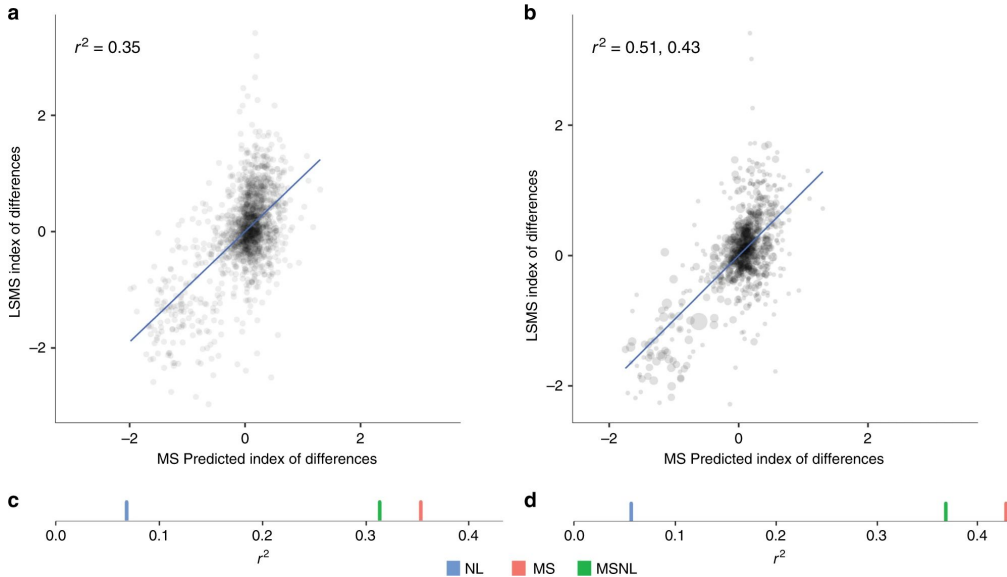 a
r² = 0.35
LSMS index of differences
2
0
−2
−2
0
2
MS Predicted index of differences
b
r² = 0.51, 0.43
LSMS index of differences
2
0
−2
−2
0
2
MS Predicted index of differences
c
0.0
0.1
0.2
0.3
0.4
r²
d
0.0
0.1
0.2
0.3
0.4
r²
NL
MS
MSNL